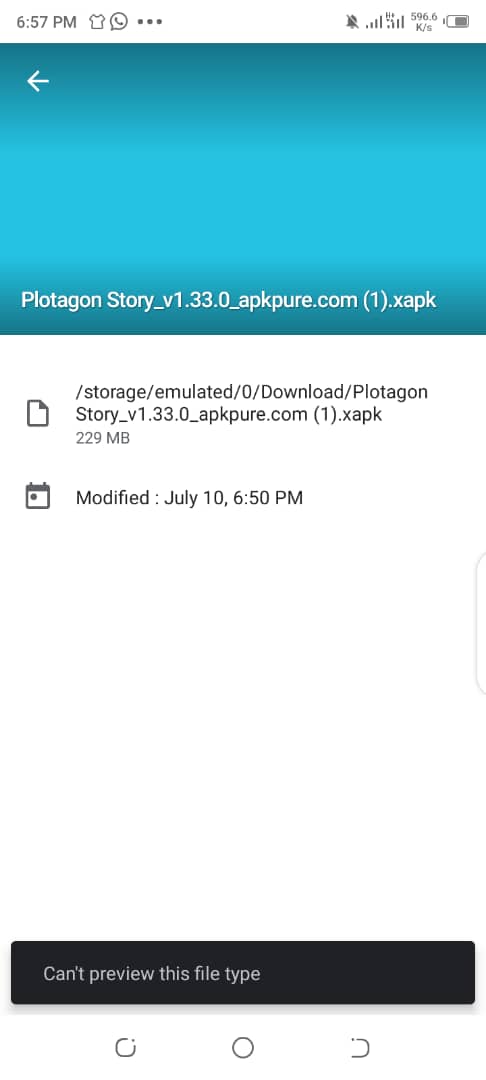 6:57 PM
596.6
K/s
Plotagon Story_v1.33.0_apkpure.com (1).xapk
/storage/emulated/0/Download/Plotagon
Story_v1.33.0_apkpure.com (1).xapk
229 MB
Modified : July 10, 6:50 PM
Can't preview this file type